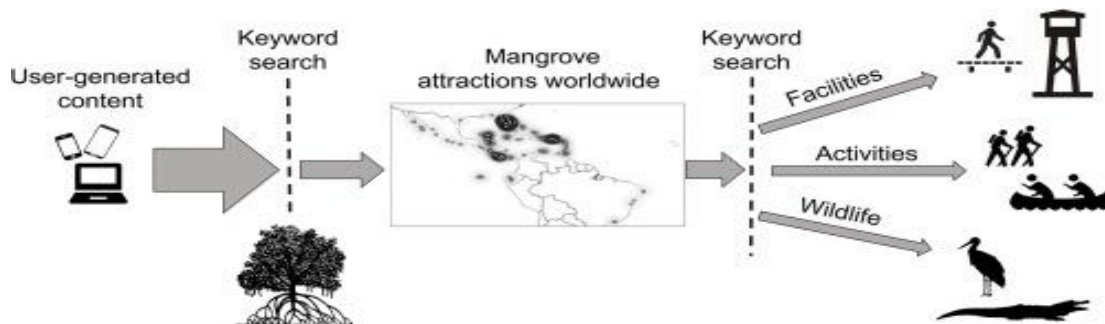 User-generated
content
Keyword
search
Mangrove
attractions worldwide
Keyword
search
Facilities
Activities
Wildlife